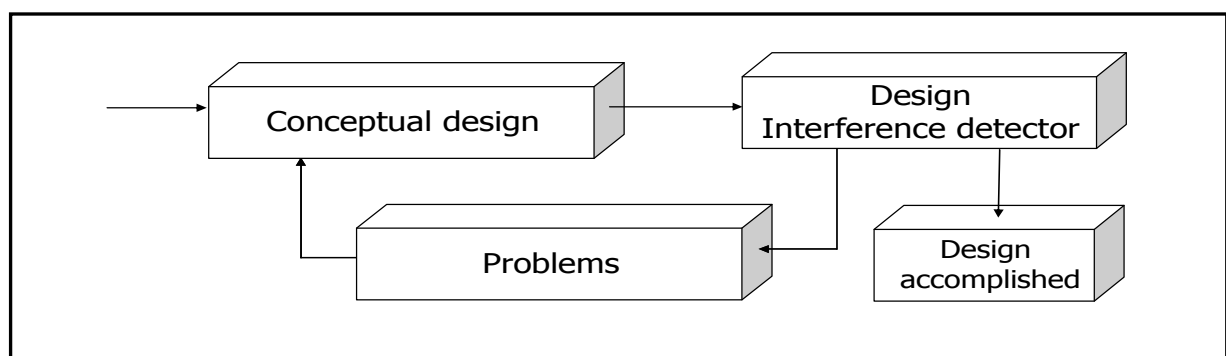 Conceptual design
Design
Interference detector
Problems
Design
accomplished